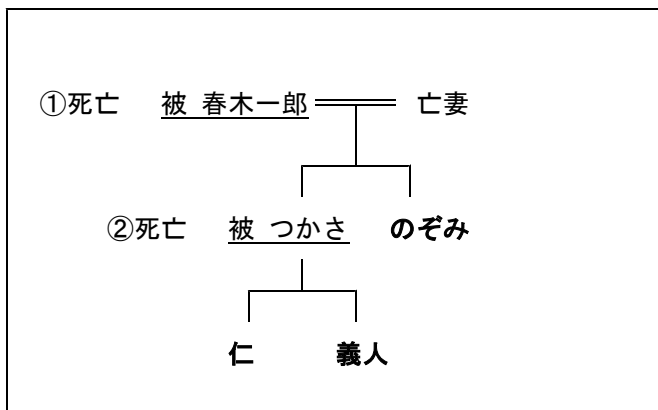 ①死亡 被 春木一郎 亡妻
②死亡 被 つかさ のぞみ
仁 義人